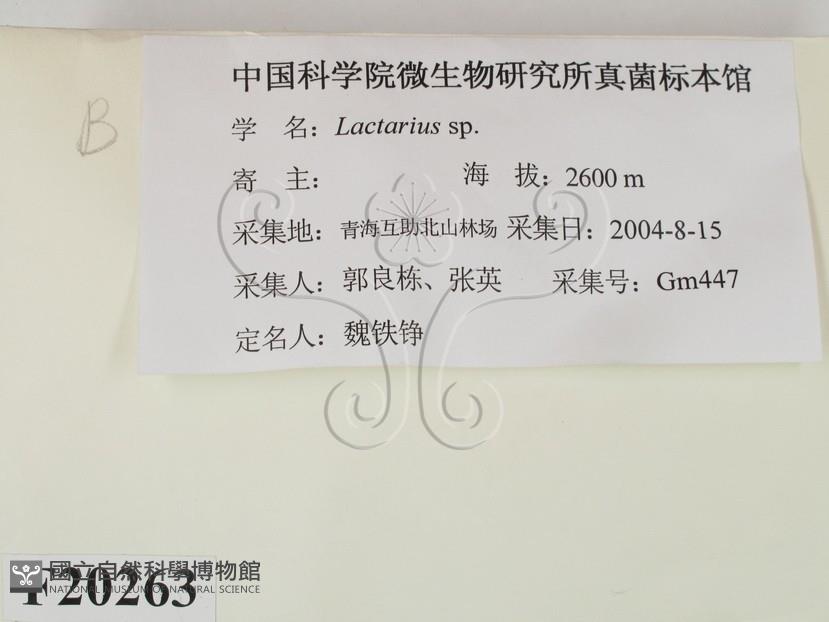 中国科学院微生物研究所真菌标本馆
B
学 名：Lactarius sp.
寄 主： 海 拔：2600 m
采集地：青海互助北山林场 采集日：2004-8-15
采集人：郭良栋、张英 采集号：Gm447
定名人：魏铁铮
國立自然科學博物館
NATIONAL MUSEUM OF NATURAL SCIENCE
F20263